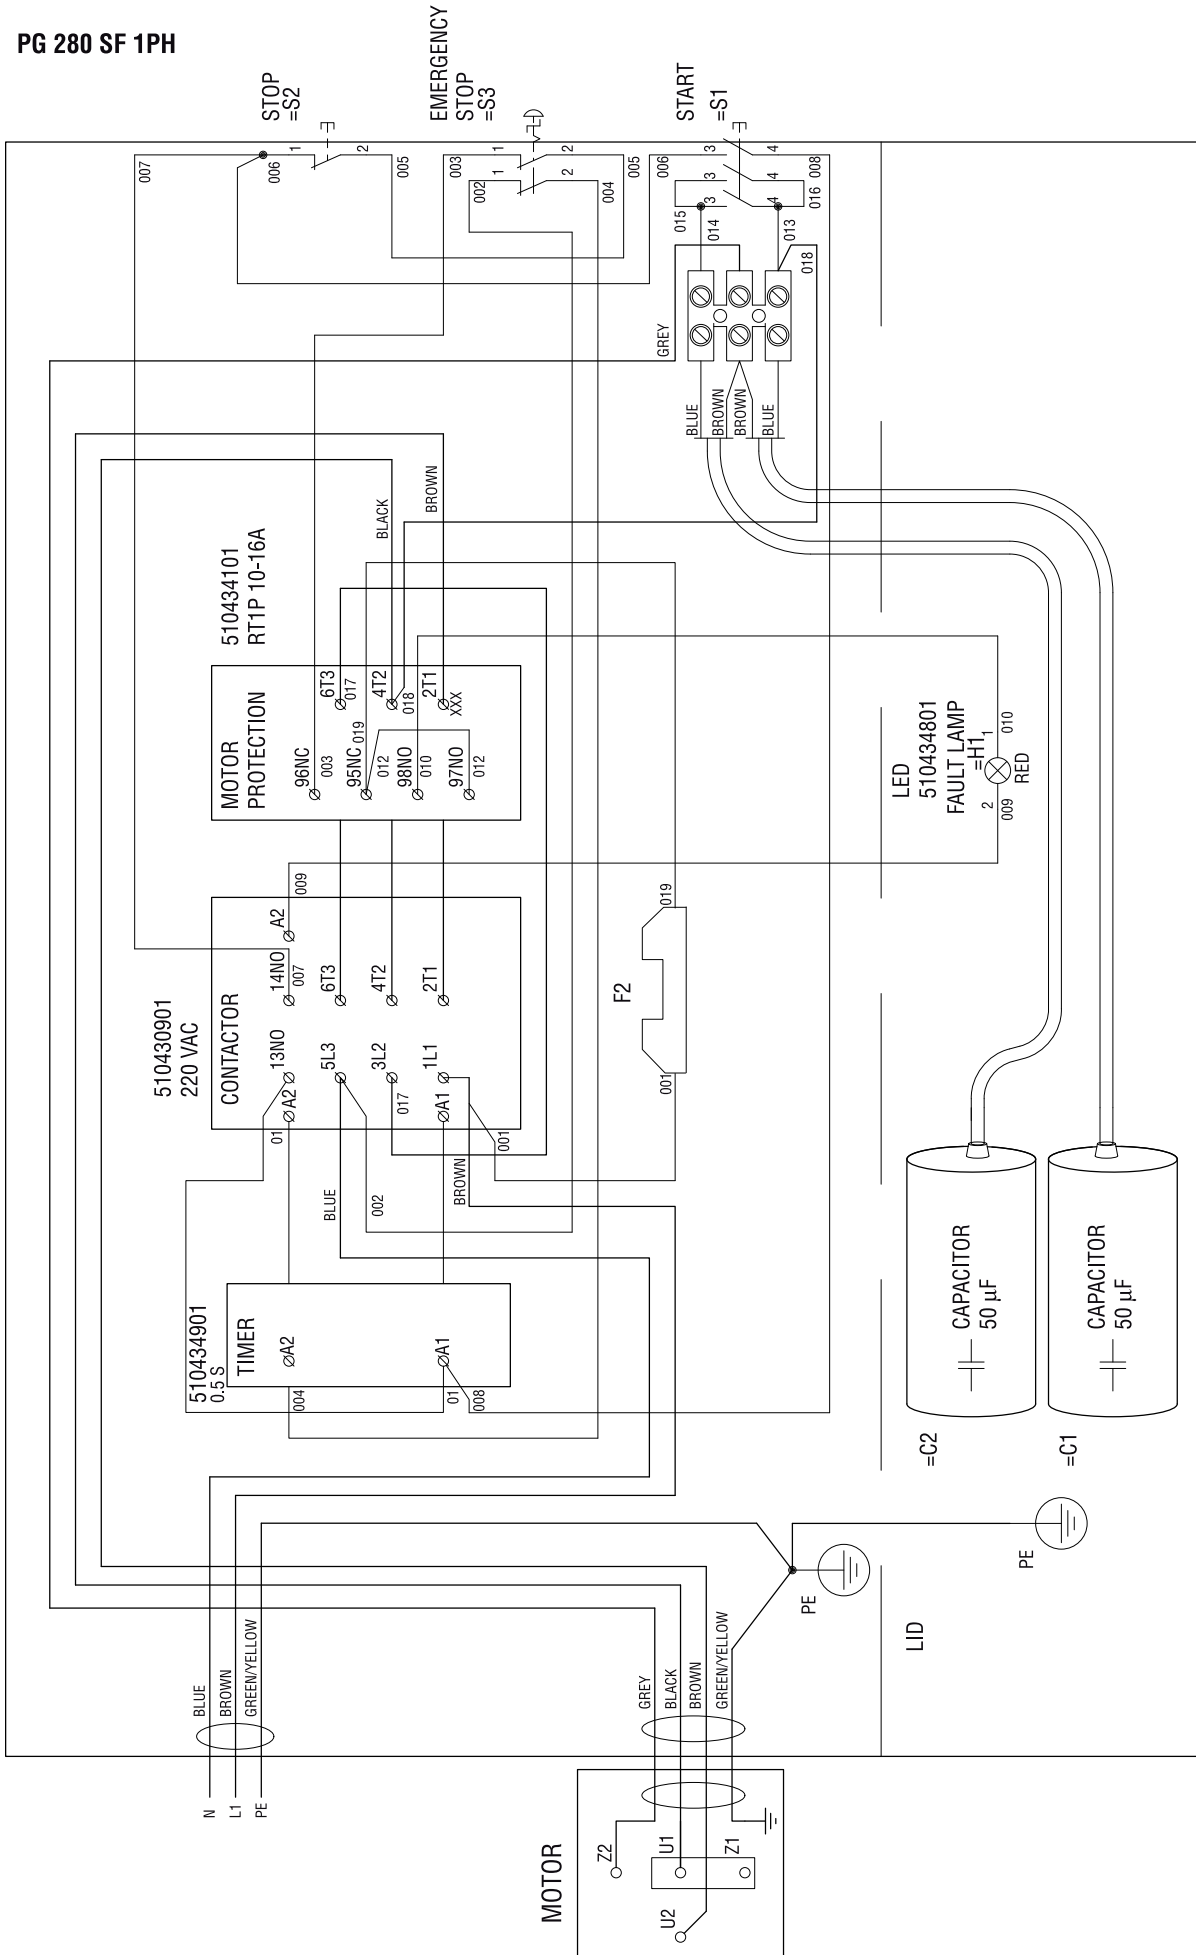 PG 280 SF 1PH
STOP
=S2
EMERGENCY
STOP
=S3
START
=S1
007
006
1
2
005
003
002
1
1
2
2
005
004
006
3
3
3
4
4
4
008
016
015
014
013
018
GREY
BLUE
BROWN
BROWN
BLUE
BLACK
BROWN
510434101
RT1P 10-16A
MOTOR
PROTECTION
6T3
017
4T2
018
2T1
XXX
96NC
003
95NC
019
012
98NO
010
97NO
012
LED
510434801
FAULT LAMP
=H1
1
010
RED
2
009
009
510430901
220 VAC
CONTACTOR
A2
14NO
007
6T3
4T2
2T1
13NO
5L3
3L2
1L1
A2
01
017
A1
001
F2
019
001
BLUE
002
BROWN
510434901
0.5 S
TIMER
A2
A1
004
01
008
CAPACITOR
50 µF
CAPACITOR
50 µF
=C2
=C1
PE
PE
LID
BLUE
BROWN
GREEN/YELLOW
N
L1
PE
GREY
BLACK
BROWN
GREEN/YELLOW
MOTOR
Z2
U1
Z1
U2